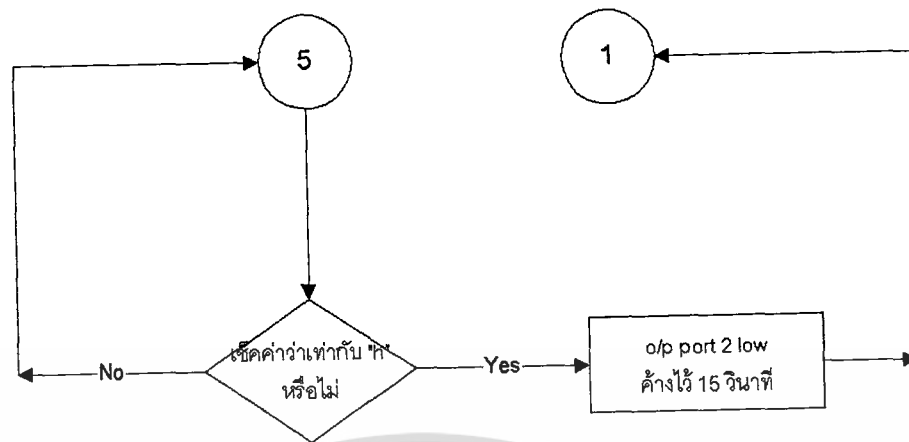 5
1
เช็คค่าว่าเท่ากับ "h"
หรือไม่
No
Yes
o/p port 2 low
ค้างไว้ 15 วินาที